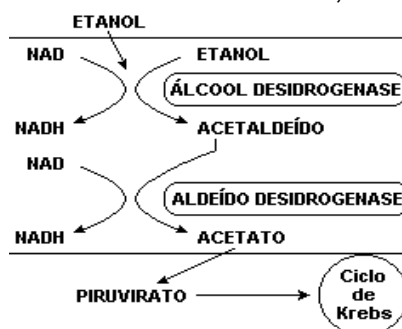 ETANOL
NAD ETANOL
ÁLCOOL DESIDROGENASE
NADH ACETALDEÍDO
NAD
ALDEÍDO DESIDROGENASE
NADH ACETATO
PIRUVIRATO
Ciclo
de
Krebs